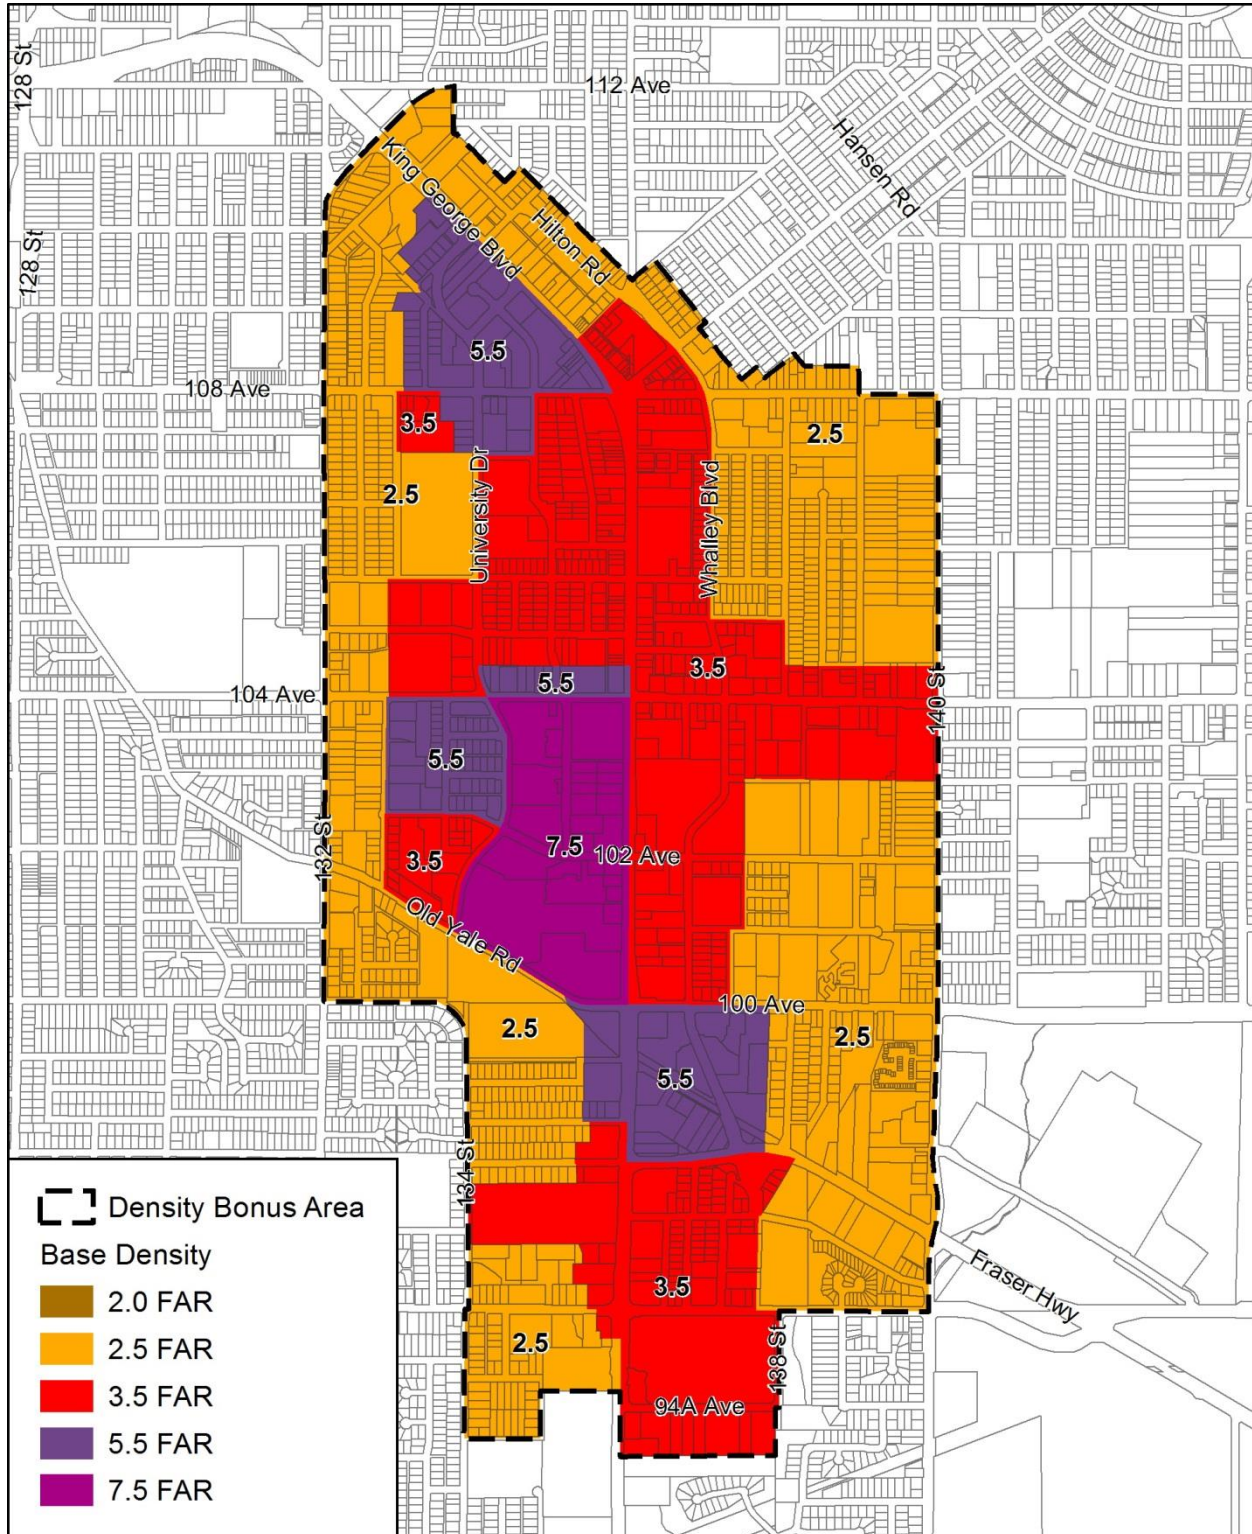 112 Ave
128 St
Hansen Rd
King George Blvd
Hilton Rd
128 St
5.5
108 Ave
3.5
2.5
2.5
University Dr
Whalley Blvd
3.5
5.5
104 Ave
140 St
5.5
7.5
102 Ave
132 St
3.5
Old Yale Rd
100 Ave
2.5
2.5
5.5
134 St
Fraser Hwy
3.5
2.5
138 St
94A Ave
Density Bonus Area
Base Density
2.0 FAR
2.5 FAR
3.5 FAR
5.5 FAR
7.5 FAR